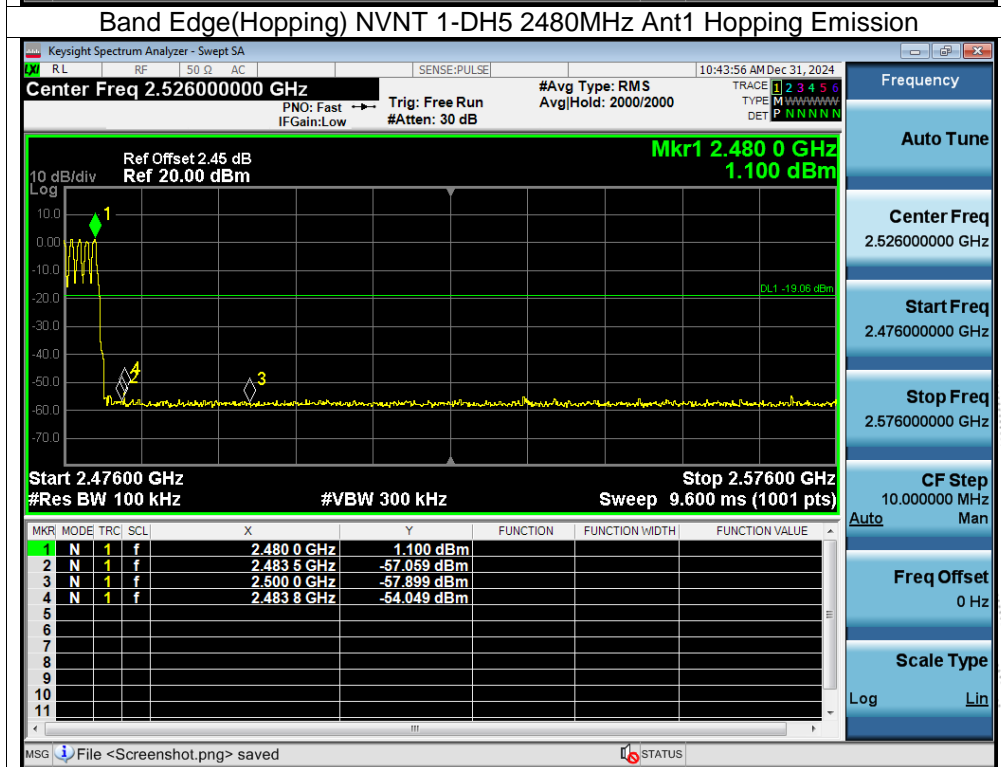 Band Edge(Hopping) NVNT 1-DH5 2480MHz Ant1 Hopping Emission
Keysight Spectrum Analyzer - Swept SA
LXI RL RF 50 Ω AC SENSE:PULSE 10:43:56 AM Dec 31, 2024
Center Freq 2.526000000 GHz #Avg Type: RMS TRACE 1 2 3 4 5 6
PNO: Fast Trig: Free Run Avg|Hold: 2000/2000 TYPE M WWWWW
IFGain:Low #Atten: 30 dB DET P N N N N N
Ref Offset 2.45 dB Mkr1 2.480 0 GHz
10 dB/div Ref 20.00 dBm 1.100 dBm
Log
10.0
1
0.00
-10.0
DL1 -19.06 dBm
-20.0
-30.0
-40.0
4
2
3
-50.0
-60.0
-70.0
Start 2.47600 GHz Stop 2.57600 GHz
#Res BW 100 kHz #VBW 300 kHz Sweep 9.600 ms (1001 pts)
MKR MODE TRC SCL X Y FUNCTION FUNCTION WIDTH FUNCTION VALUE
1 N 1 f 2.480 0 GHz 1.100 dBm
2 N 1 f 2.483 5 GHz -57.059 dBm
3 N 1 f 2.500 0 GHz -57.899 dBm
4 N 1 f 2.483 8 GHz -54.049 dBm
5
6
7
8
9
10
11
MSG File <Screenshot.png> saved STATUS
Frequency
Auto Tune
Center Freq
2.526000000 GHz
Start Freq
2.476000000 GHz
Stop Freq
2.576000000 GHz
CF Step
10.000000 MHz
Auto Man
Freq Offset
0 Hz
Scale Type
Log Lin